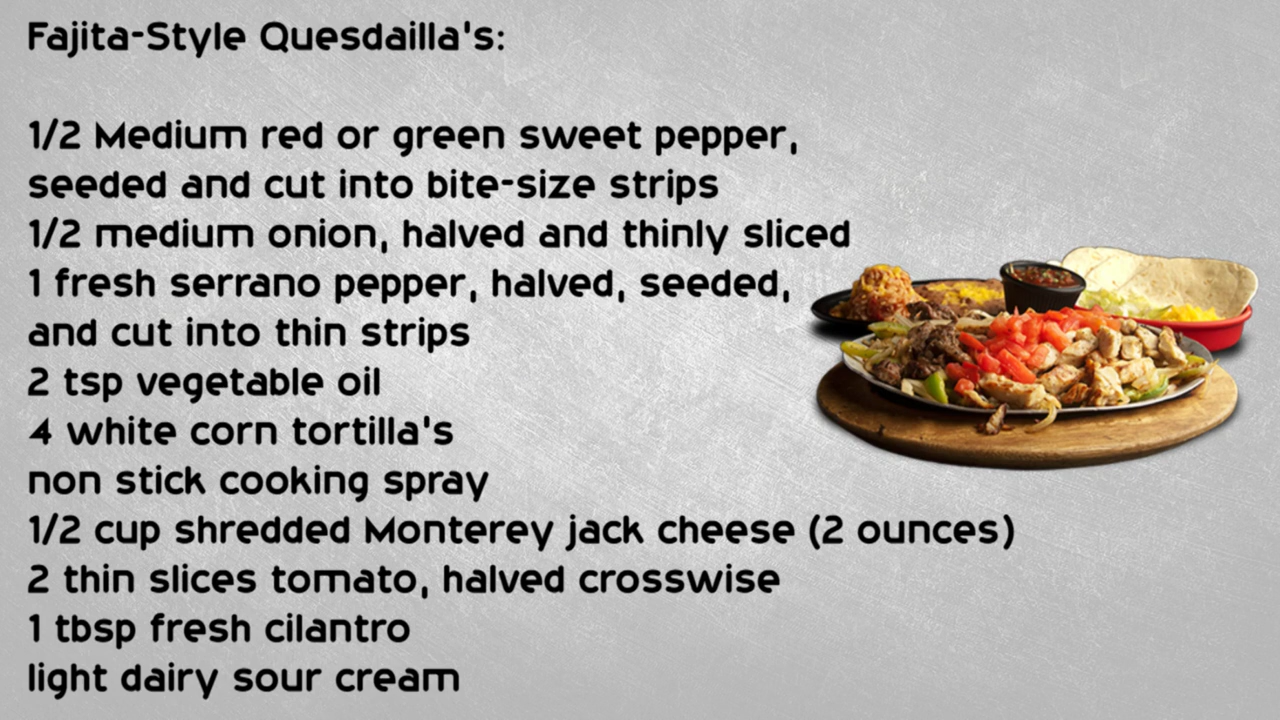 Fajita-Style Quesdailla's:
1/2 Medium red or green sweet pepper,
seeded and cut into bite-size strips
1/2 medium onion, halved and thinly sliced
1 fresh serrano pepper, halved, seeded,
and cut into thin strips
2 tsp vegetable oil
4 white corn tortilla's
non stick cooking spray
1/2 cup shredded Monterey jack cheese (2 ounces)
2 thin slices tomato, halved crosswise
1 tbsp fresh cilantro
light dairy sour cream